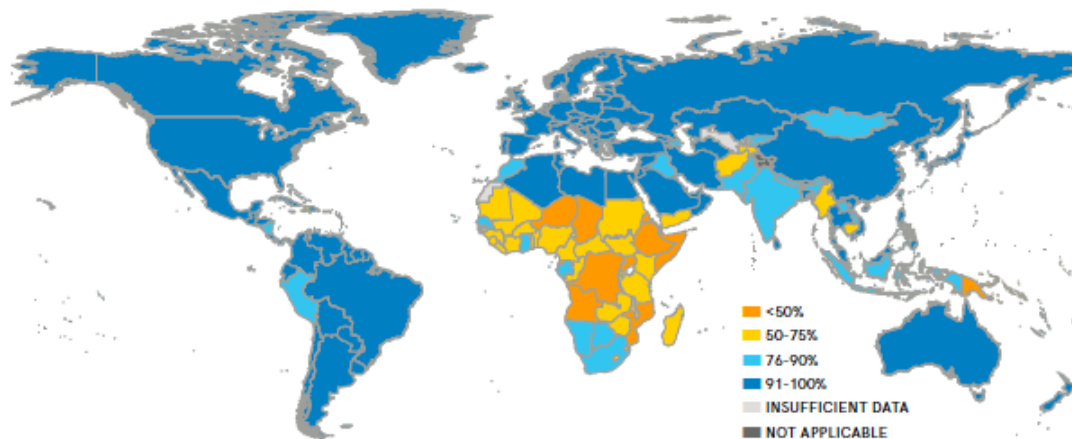 <50%
50-75%
76-90%
91-100%
INSUFFICIENT DATA
NOT APPLICABLE